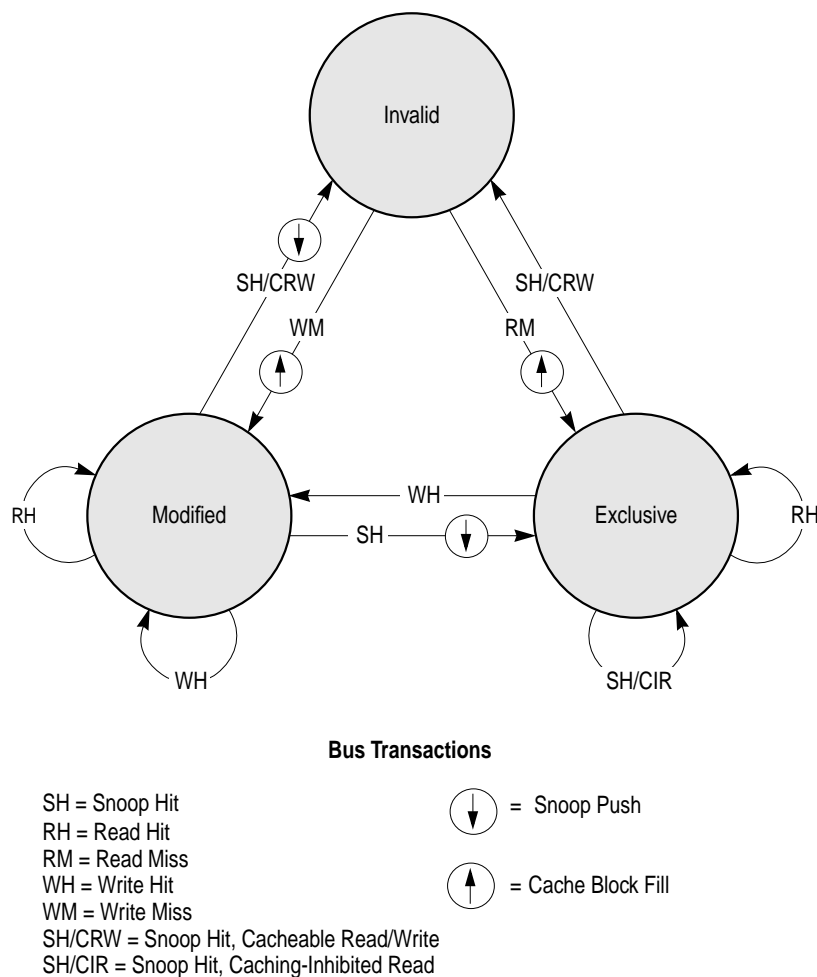 Invalid
SH/CRW
SH/CRW
WM
RM
WH
RH
Modified
Exclusive
RH
SH
WH
SH/CIR
Bus Transactions
SH = Snoop Hit
RH = Read Hit
RM = Read Miss
WH = Write Hit
WM = Write Miss
SH/CRW = Snoop Hit, Cacheable Read/Write
SH/CIR = Snoop Hit, Caching-Inhibited Read
= Snoop Push
= Cache Block Fill